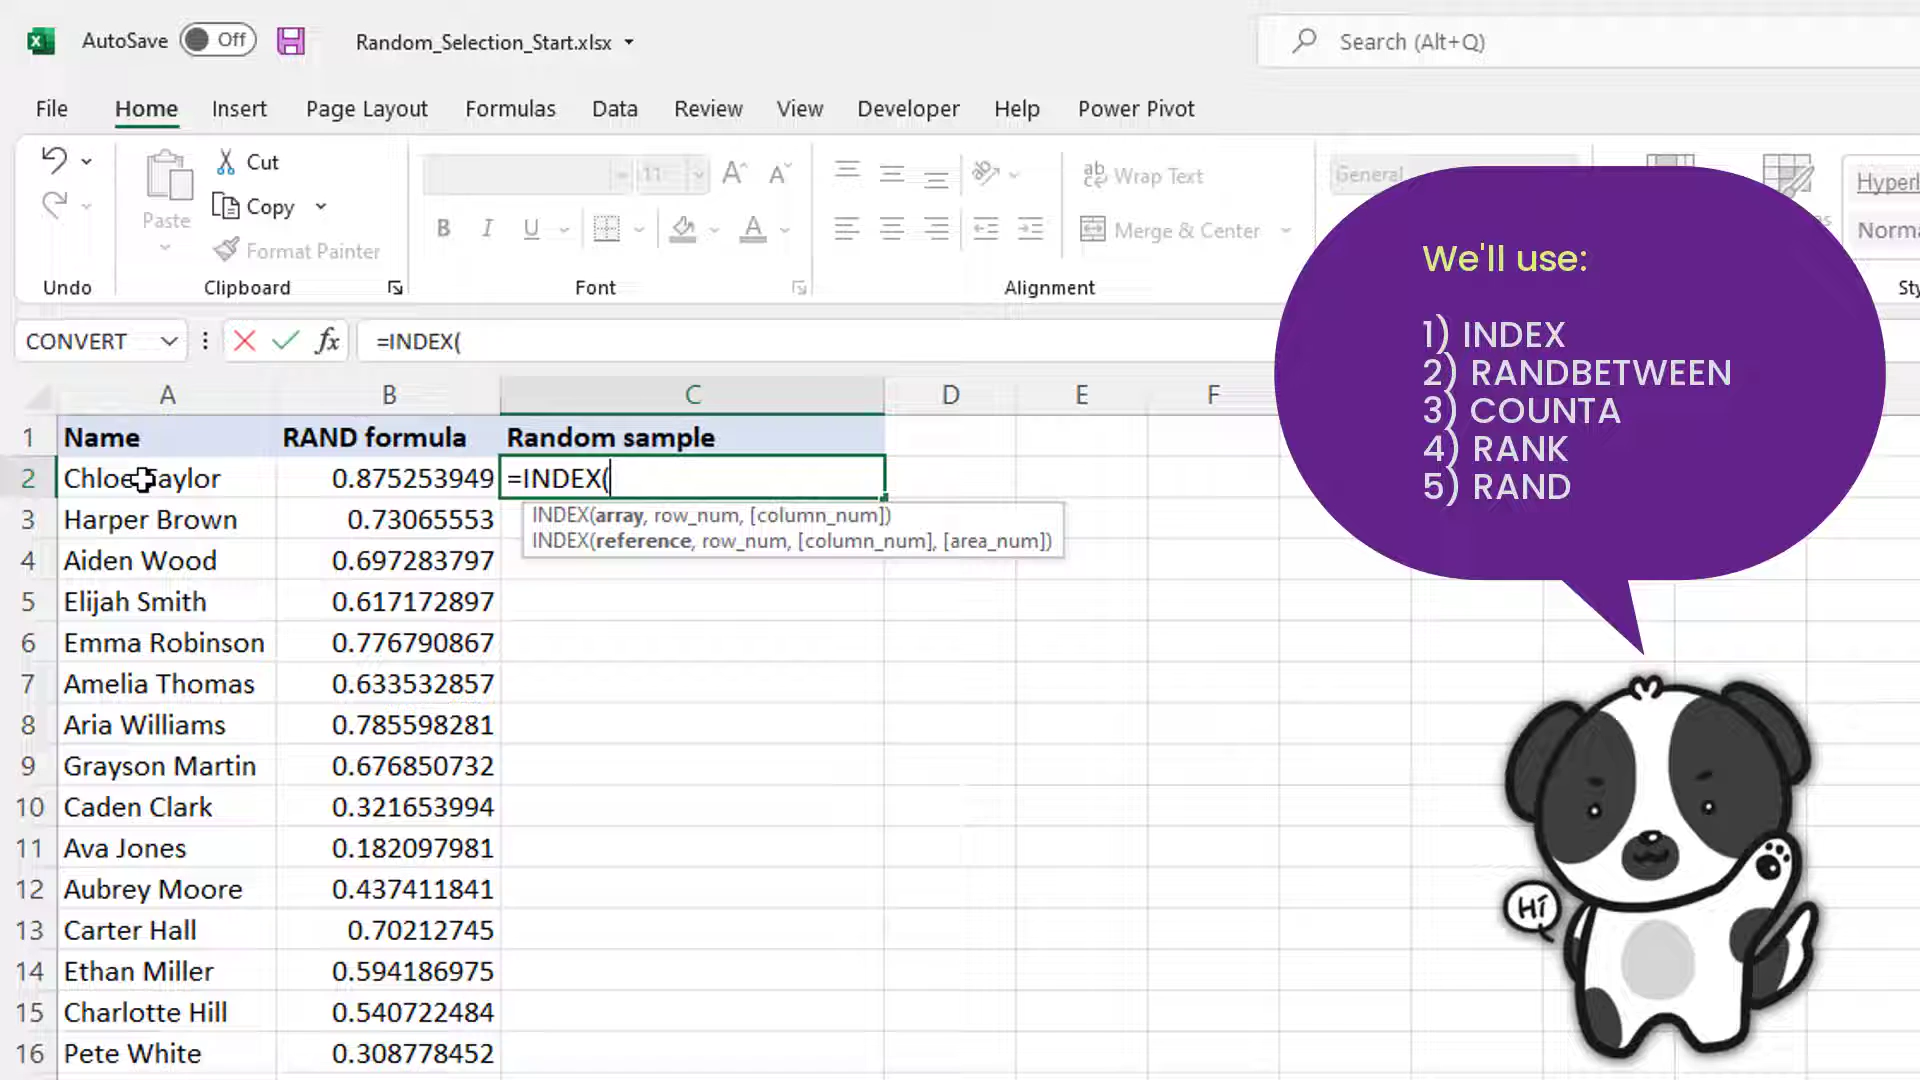 AutoSave Off Random_Selection_Start.xlsx Search (Alt+Q)
File Home Insert Page Layout Formulas Data Review View Developer Help Power Pivot
Cut
Copy
Paste
Format Painter
11
Wrap Text
Merge & Center
General
Undo Clipboard Font Alignment
CONVERT fx =INDEX(
A B C D E F
1 Name RAND formula Random sample
2 Chloe Taylor 0.875253949 =INDEX(
INDEX(array, row_num, [column_num])
INDEX(reference, row_num, [column_num], [area_num])
3 Harper Brown 0.73065553
4 Aiden Wood 0.697283797
5 Elijah Smith 0.617172897
6 Emma Robinson 0.776790867
7 Amelia Thomas 0.633532857
8 Aria Williams 0.785598281
9 Grayson Martin 0.676850732
10 Caden Clark 0.321653994
11 Ava Jones 0.182097981
12 Aubrey Moore 0.437411841
13 Carter Hall 0.70212745
14 Ethan Miller 0.594186975
15 Charlotte Hill 0.540722484
16 Pete White 0.308778452
We'll use:
1) INDEX
2) RANDBETWEEN
3) COUNTA
4) RANK
5) RAND
Hi